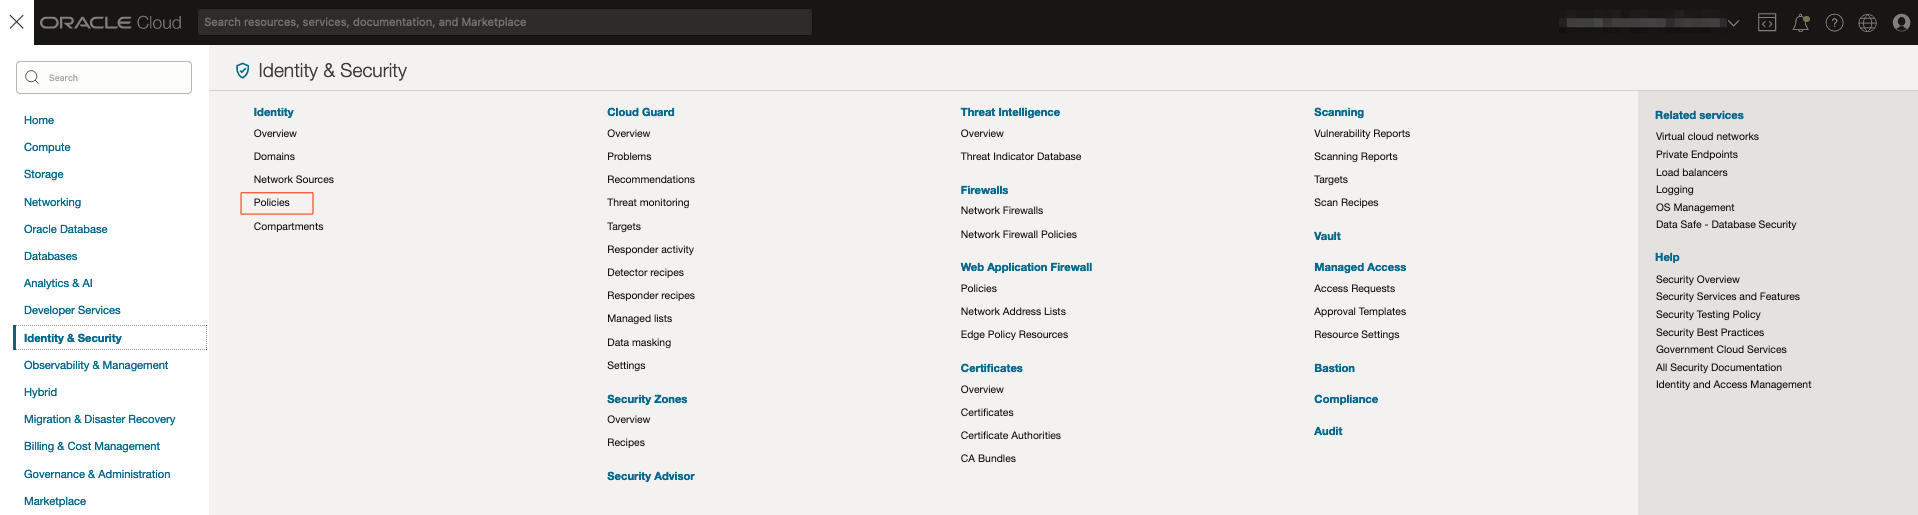 ORACLE Cloud
Search resources, services, documentation, and Marketplace
Search
Home
Compute
Storage
Networking
Oracle Database
Databases
Analytics & AI
Developer Services
Identity & Security
Observability & Management
Hybrid
Migration & Disaster Recovery
Billing & Cost Management
Governance & Administration
Marketplace
Identity & Security
Identity
Overview
Domains
Network Sources
Policies
Compartments
Cloud Guard
Overview
Problems
Recommendations
Threat monitoring
Targets
Responder activity
Detector recipes
Responder recipes
Managed lists
Data masking
Settings
Security Zones
Overview
Recipes
Security Advisor
Threat Intelligence
Overview
Threat Indicator Database
Firewalls
Network Firewalls
Network Firewall Policies
Web Application Firewall
Policies
Network Address Lists
Edge Policy Resources
Certificates
Overview
Certificates
Certificate Authorities
CA Bundles
Scanning
Vulnerability Reports
Scanning Reports
Targets
Scan Recipes
Vault
Managed Access
Access Requests
Approval Templates
Resource Settings
Bastion
Compliance
Audit
Related services
Virtual cloud networks
Private Endpoints
Load balancers
Logging
OS Management
Data Safe - Database Security
Help
Security Overview
Security Services and Features
Security Testing Policy
Security Best Practices
Government Cloud Services
All Security Documentation
Identity and Access Management